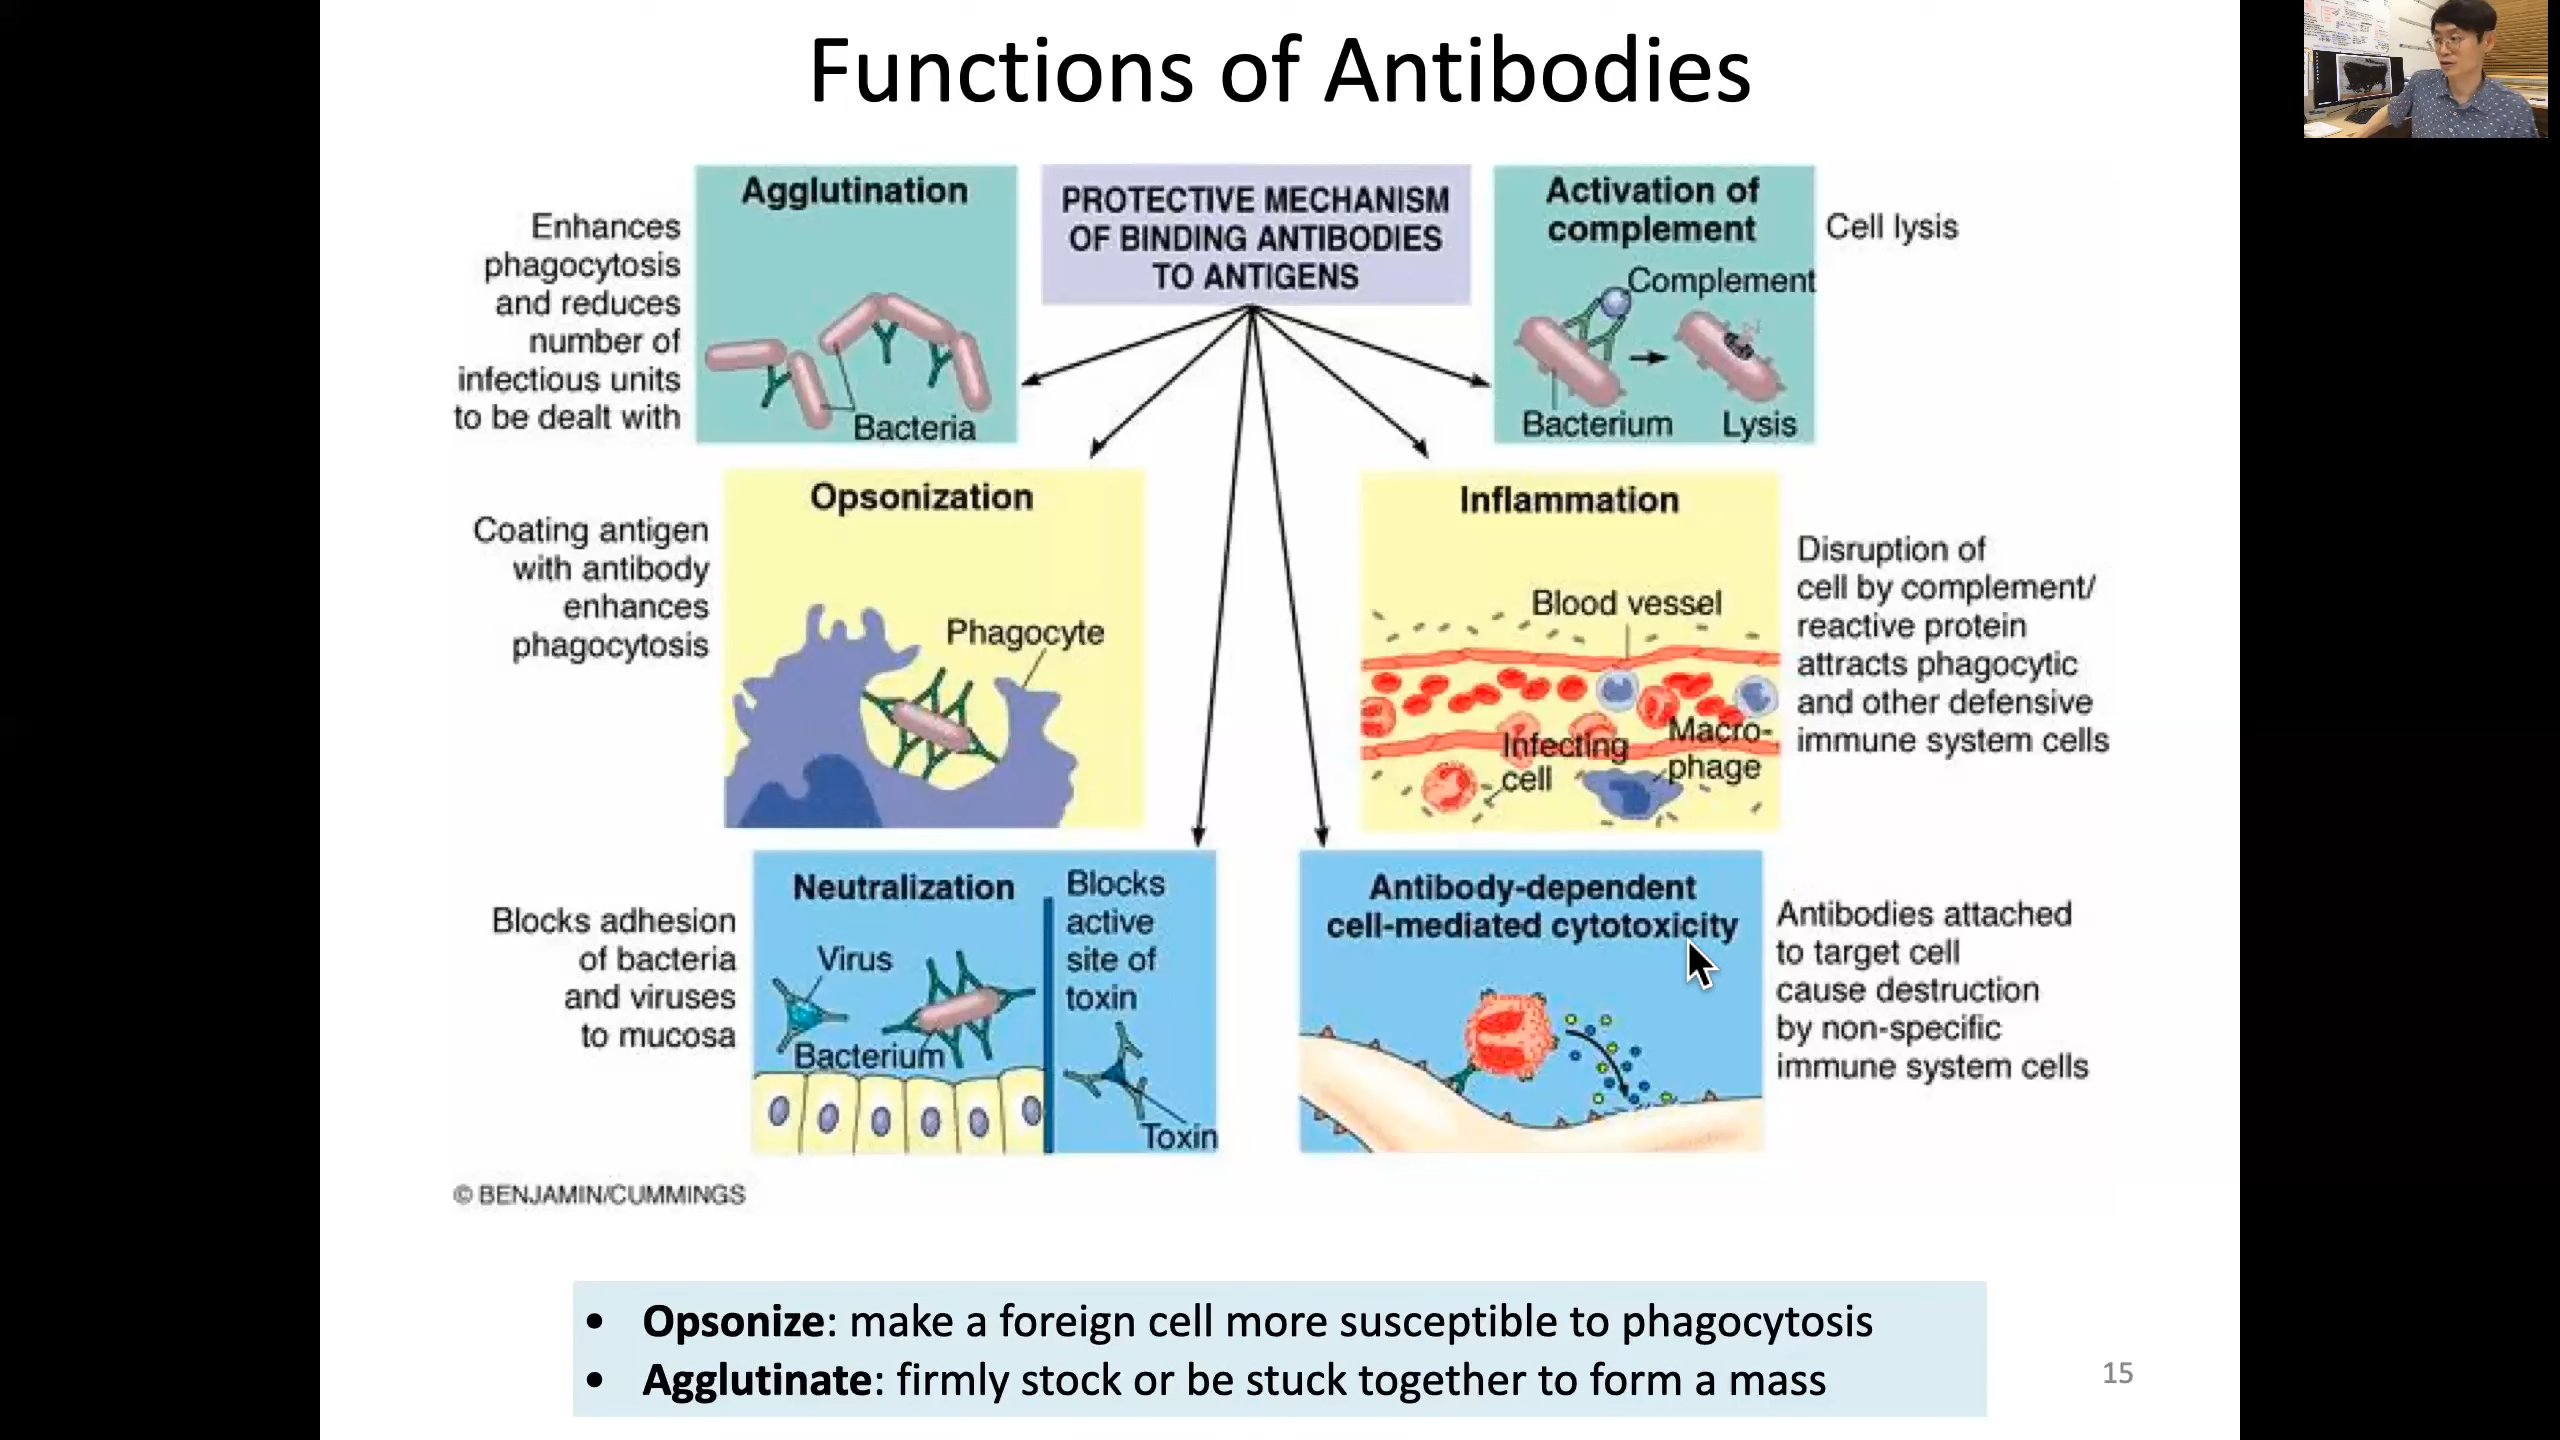 Functions of Antibodies
PROTECTIVE MECHANISM
OF BINDING ANTIBODIES
TO ANTIGENS
Agglutination
Enhances
phagocytosis
and reduces
number of
infectious units
to be dealt with
Bacteria
Activation of
complement
Complement
Bacterium
Lysis
Cell lysis
Opsonization
Coating antigen
with antibody
enhances
phagocytosis
Phagocyte
Inflammation
Blood vessel
Infecting
cell
Macro-
phage
Disruption of
cell by complement/
reactive protein
attracts phagocytic
and other defensive
immune system cells
Neutralization
Blocks adhesion
of bacteria
and viruses
to mucosa
Virus
Bacterium
Blocks
active
site of
toxin
Toxin
Antibody-dependent
cell-mediated cytotoxicity
Antibodies attached
to target cell
cause destruction
by non-specific
immune system cells
© BENJAMIN/CUMMINGS
• Opsonize: make a foreign cell more susceptible to phagocytosis
• Agglutinate: firmly stock or be stuck together to form a mass
15